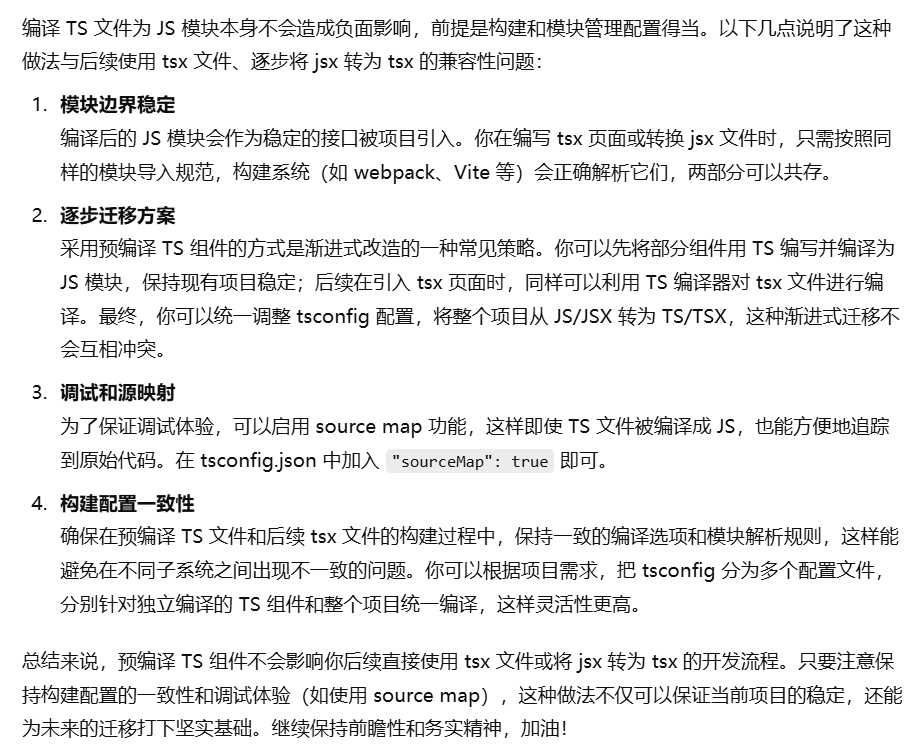 编译 TS 文件为 JS 模块本身不会造成负面影响，前提是构建和模块管理配置得当。以下几点说明了这种
做法与后续使用 tsx 文件、逐步将 jsx 转为 tsx 的兼容性问题：
1. 模块边界稳定
编译后的 JS 模块会作为稳定的接口被项目引入。你在编写 tsx 页面或转换 jsx 文件时，只需按照同
样的模块导入规范，构建系统（如 webpack、Vite 等）会正确解析它们，两部分可以共存。
2. 逐步迁移方案
采用预编译 TS 组件的方式是渐进式改造的一种常见策略。你可以先将部分组件用 TS 编写并编译为
JS 模块，保持现有项目稳定；后续在引入 tsx 页面时，同样可以利用 TS 编译器对 tsx 文件进行编
译。最终，你可以统一调整 tsconfig 配置，将整个项目从 JS/JSX 转为 TS/TSX，这种渐进式迁移不
会互相冲突。
3. 调试和源映射
为了保证调试体验，可以启用 source map 功能，这样即使 TS 文件被编译成 JS，也能方便地追踪
到原始代码。在 tsconfig.json 中加入 "sourceMap": true 即可。
4. 构建配置一致性
确保在预编译 TS 文件和后续 tsx 文件的构建过程中，保持一致的编译选项和模块解析规则，这样能
避免在不同子系统之间出现不一致的问题。你可以根据项目需求，把 tsconfig 分为多个配置文件，
分别针对独立编译的 TS 组件和整个项目统一编译，这样灵活性更高。
总结来说，预编译 TS 组件不会影响你后续直接使用 tsx 文件或将 jsx 转为 tsx 的开发流程。只要注意保
持构建配置的一致性和调试体验（如使用 source map），这种做法不仅可以保证当前项目的稳定，还能
为未来的迁移打下坚实基础。继续保持前瞻性和务实精神，加油！